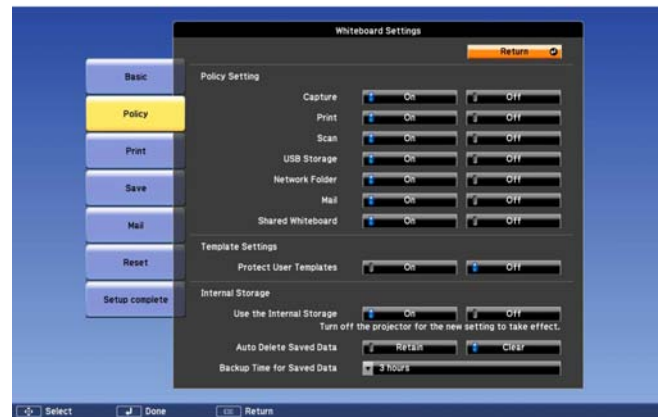 Whiteboard Settings
Return
Basic
Policy
Print
Save
Mail
Reset
Setup complete
Policy Setting
Capture On Off
Print On Off
Scan On Off
USB Storage On Off
Network Folder On Off
Mail On Off
Shared Whiteboard On Off
Template Settings
Protect User Templates On Off
Internal Storage
Use the Internal Storage On Off
Turn off the projector for the new setting to take effect.
Auto Delete Saved Data Retain Clear
Backup Time for Saved Data 3 hours
Select Done Return